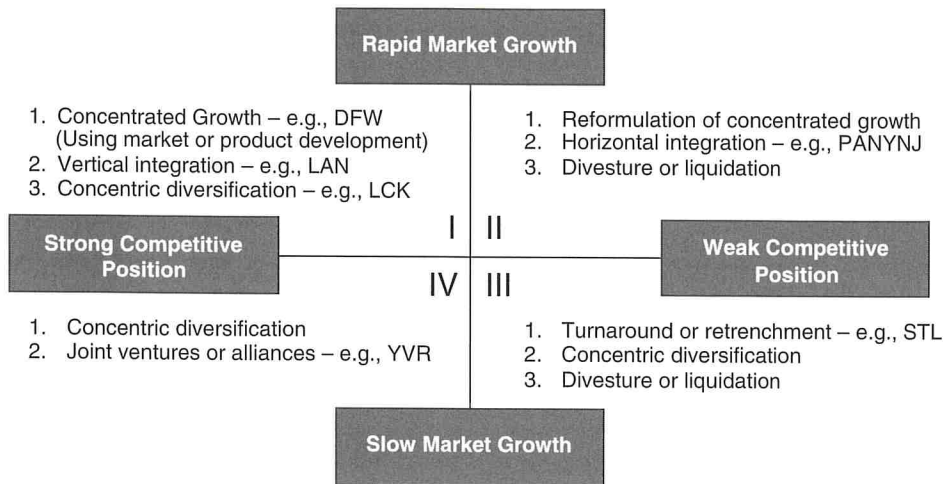 Rapid Market Growth
1. Concentrated Growth – e.g., DFW
(Using market or product development)
2. Vertical integration – e.g., LAN
3. Concentric diversification – e.g., LCK
1. Reformulation of concentrated growth
2. Horizontal integration – e.g., PANYNJ
3. Divesture or liquidation
Strong Competitive
Position
I II
Weak Competitive
Position
IV III
1. Concentric diversification
2. Joint ventures or alliances – e.g., YVR
1. Turnaround or retrenchment – e.g., STL
2. Concentric diversification
3. Divesture or liquidation
Slow Market Growth